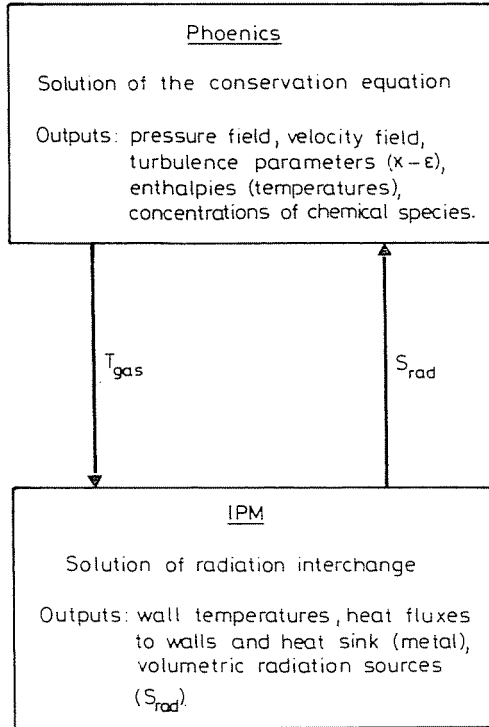 Phoenics
Solution of the conservation equation
Outputs: pressure field, velocity field,
turbulence parameters (κ-ε),
enthalpies (temperatures),
concentrations of chemical species.
T_gas
S_rad
IPM
Solution of radiation interchange
Outputs: wall temperatures, heat fluxes
to walls and heat sink (metal),
volumetric radiation sources
(S_rad).